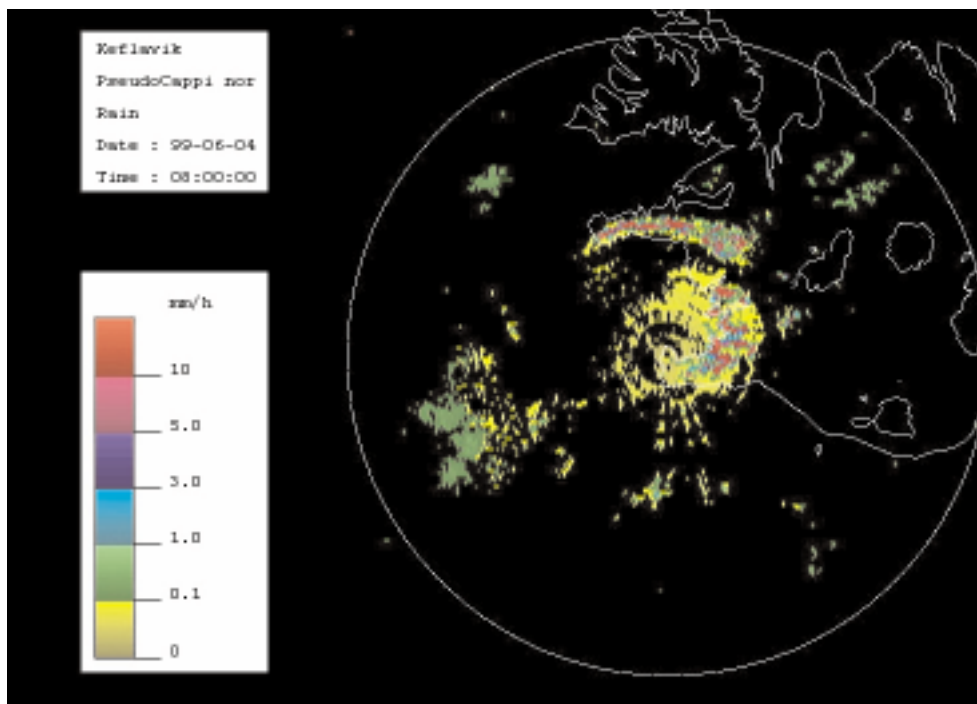 Keflavik
PseudoCappi nor
Rain
Date : 99-06-04
Time : 08:00:00
mm/h
10
5.0
3.0
1.0
0.1
0